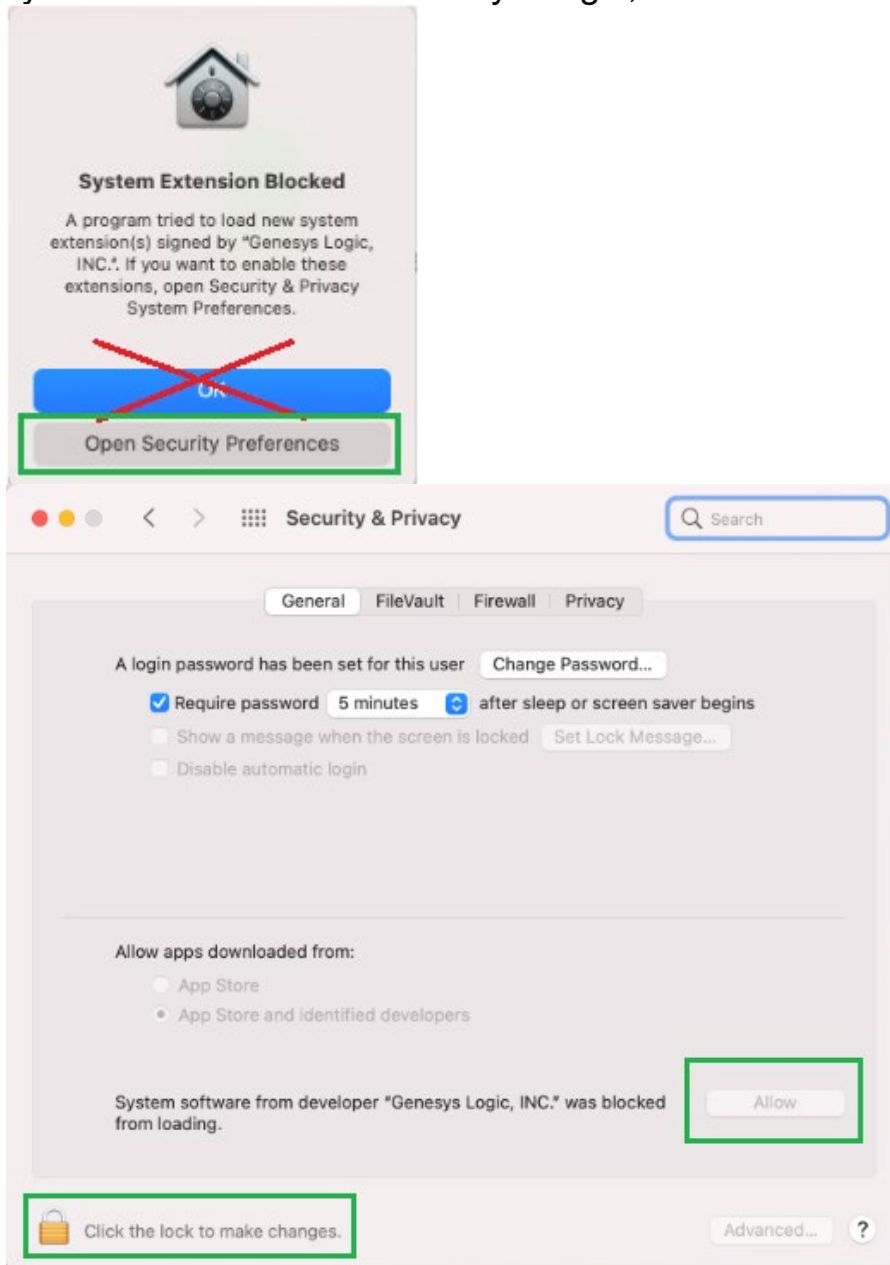 System Extension Blocked
A program tried to load new system
extension(s) signed by "Genesys Logic,
INC.". If you want to enable these
extensions, open Security & Privacy
System Preferences.
OK
Open Security Preferences
Security & Privacy
Search
General FileVault Firewall Privacy
A login password has been set for this user Change Password...
Require password 5 minutes after sleep or screen saver begins
Show a message when the screen is locked Set Lock Message...
Disable automatic login
Allow apps downloaded from:
App Store
App Store and identified developers
System software from developer "Genesys Logic, INC." was blocked Allow
from loading.
Click the lock to make changes.
Advanced... ?